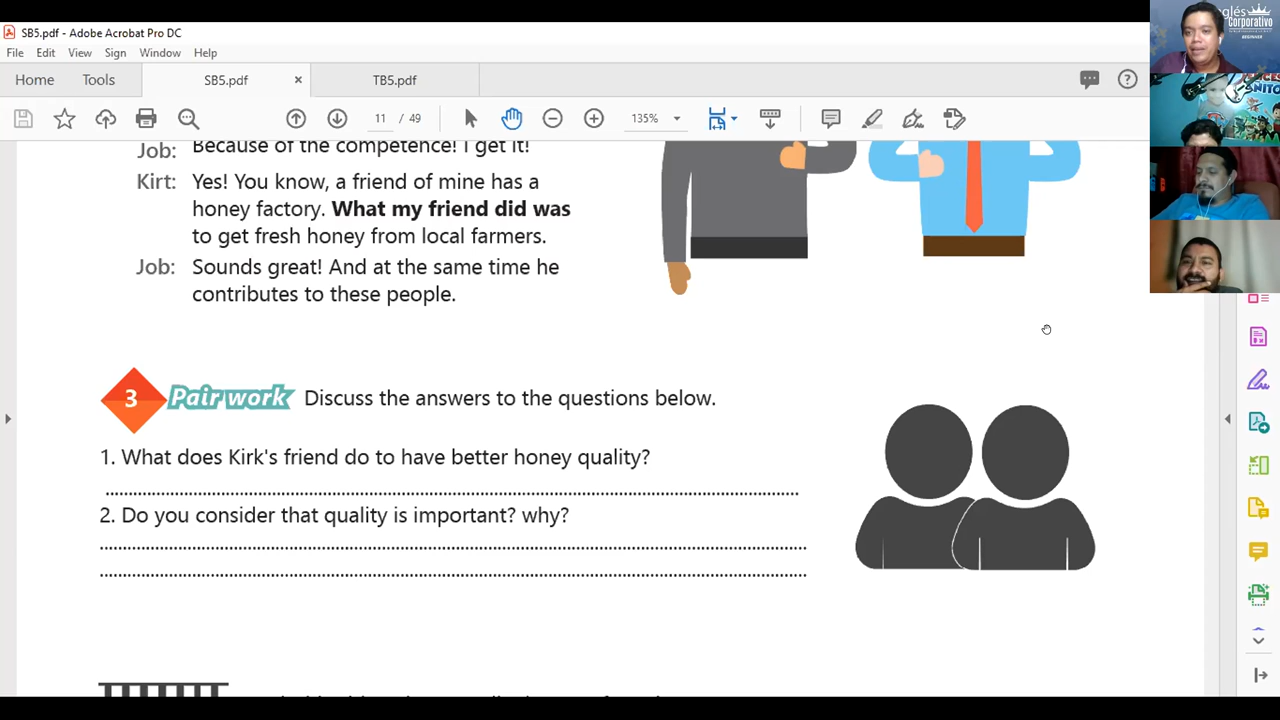 SB5.pdf - Adobe Acrobat Pro DC
File Edit View Sign Window Help
Home Tools SB5.pdf × TB5.pdf
11 / 49 135%
Job: Because of the competence! I get it!
Kirt: Yes! You know, a friend of mine has a
honey factory. What my friend did was
to get fresh honey from local farmers.
Job: Sounds great! And at the same time he
contributes to these people.
3 Pair work Discuss the answers to the questions below.
1. What does Kirk's friend do to have better honey quality?
2. Do you consider that quality is important? why?
glés
Corporativo
BEGINNER